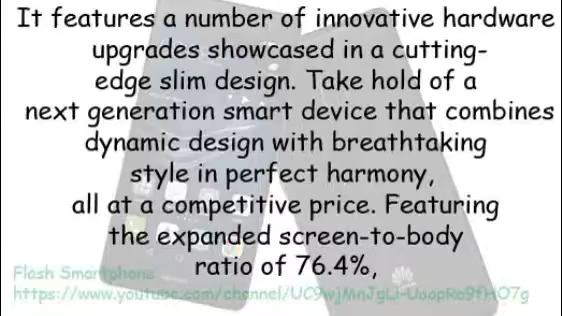 It features a number of innovative hardware
upgrades showcased in a cutting-
edge slim design. Take hold of a
next generation smart device that combines
dynamic design with breathtaking
style in perfect harmony,
all at a competitive price. Featuring
the expanded screen-to-body
ratio of 76.4%,
Flash Smartphone
HUAWEI